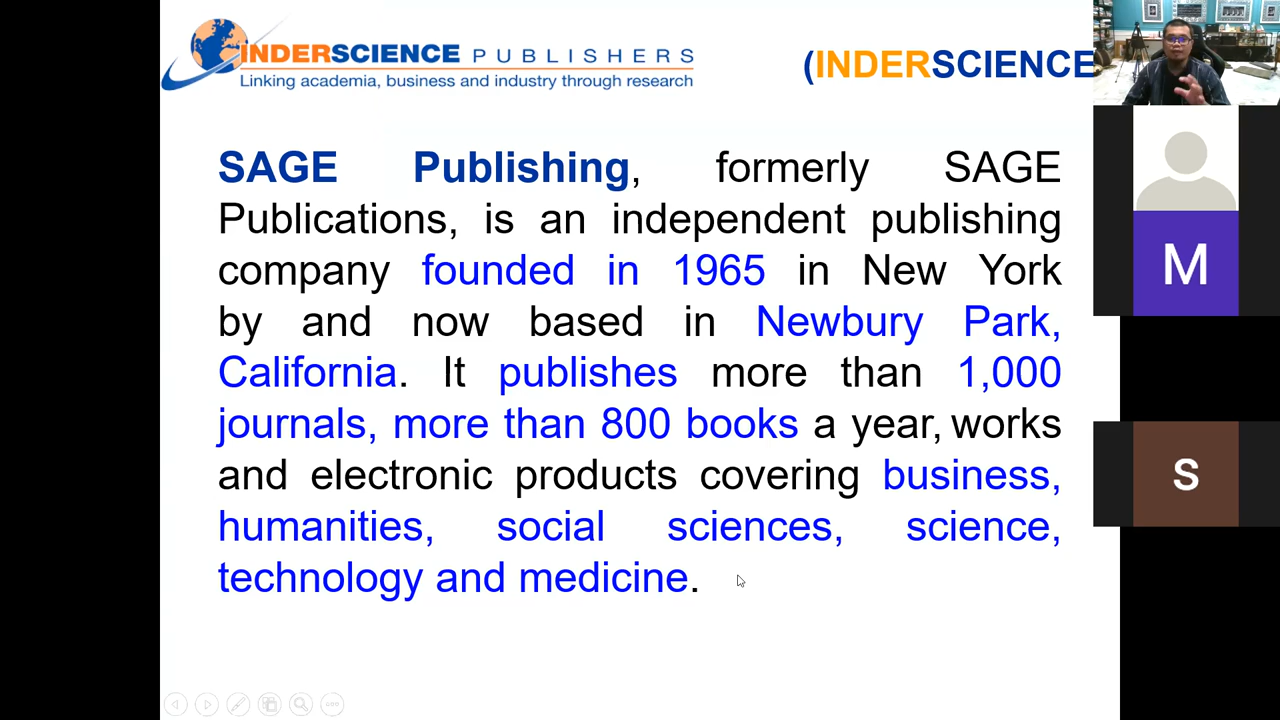 INDERSCIENCE PUBLISHERS
Linking academia, business and industry through research
(INDERSCIENCE
SAGE Publishing, formerly SAGE
Publications, is an independent publishing
company founded in 1965 in New York
by and now based in Newbury Park,
California. It publishes more than 1,000
journals, more than 800 books a year, works
and electronic products covering business,
humanities, social sciences, science,
technology and medicine.
M
S